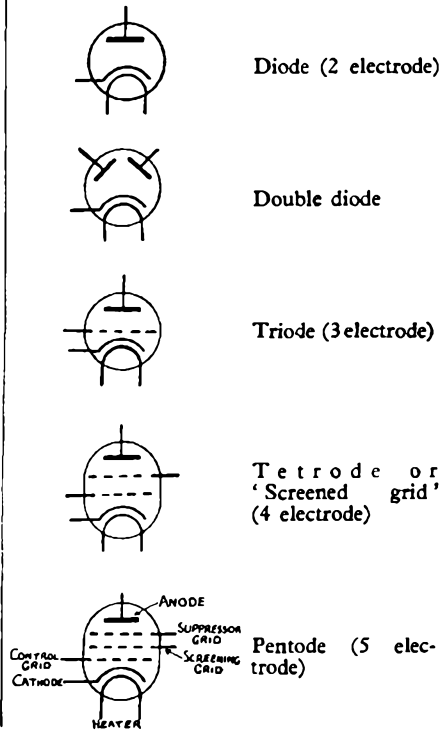 Diode (2 electrode)
Double diode
Triode (3 electrode)
Tetrode or
‘Screened grid’
(4 electrode)
ANODE
SUPPRESSOR
GRID
CONTROL
GRID
SCREENING
GRID
CATHODE
HEATER
Pentode (5 elec-
trode)